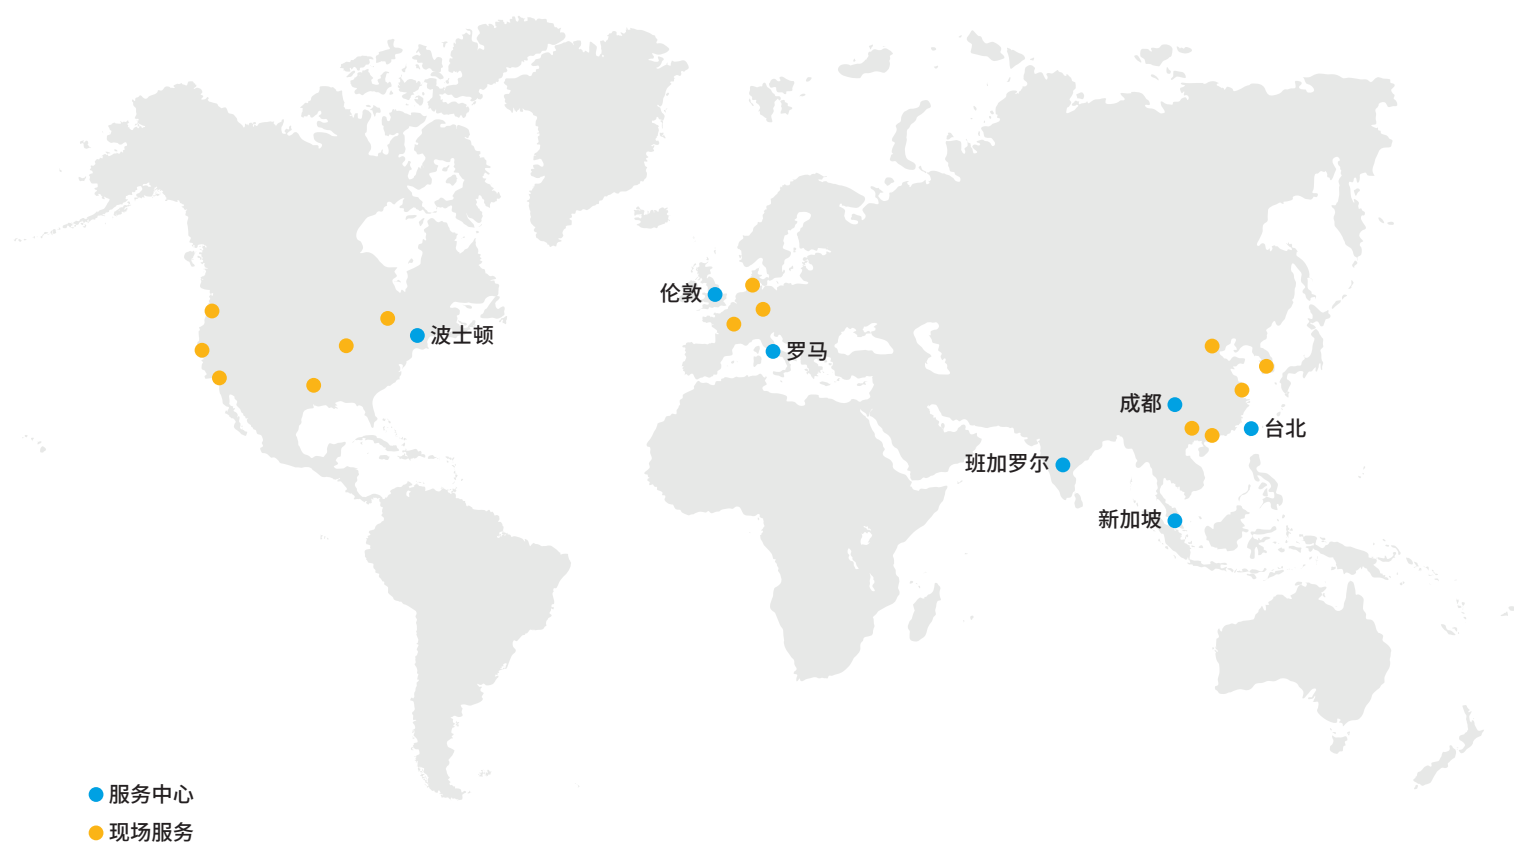 伦敦
波士顿
罗马
成都
台北
班加罗尔
新加坡
服务中心
现场服务